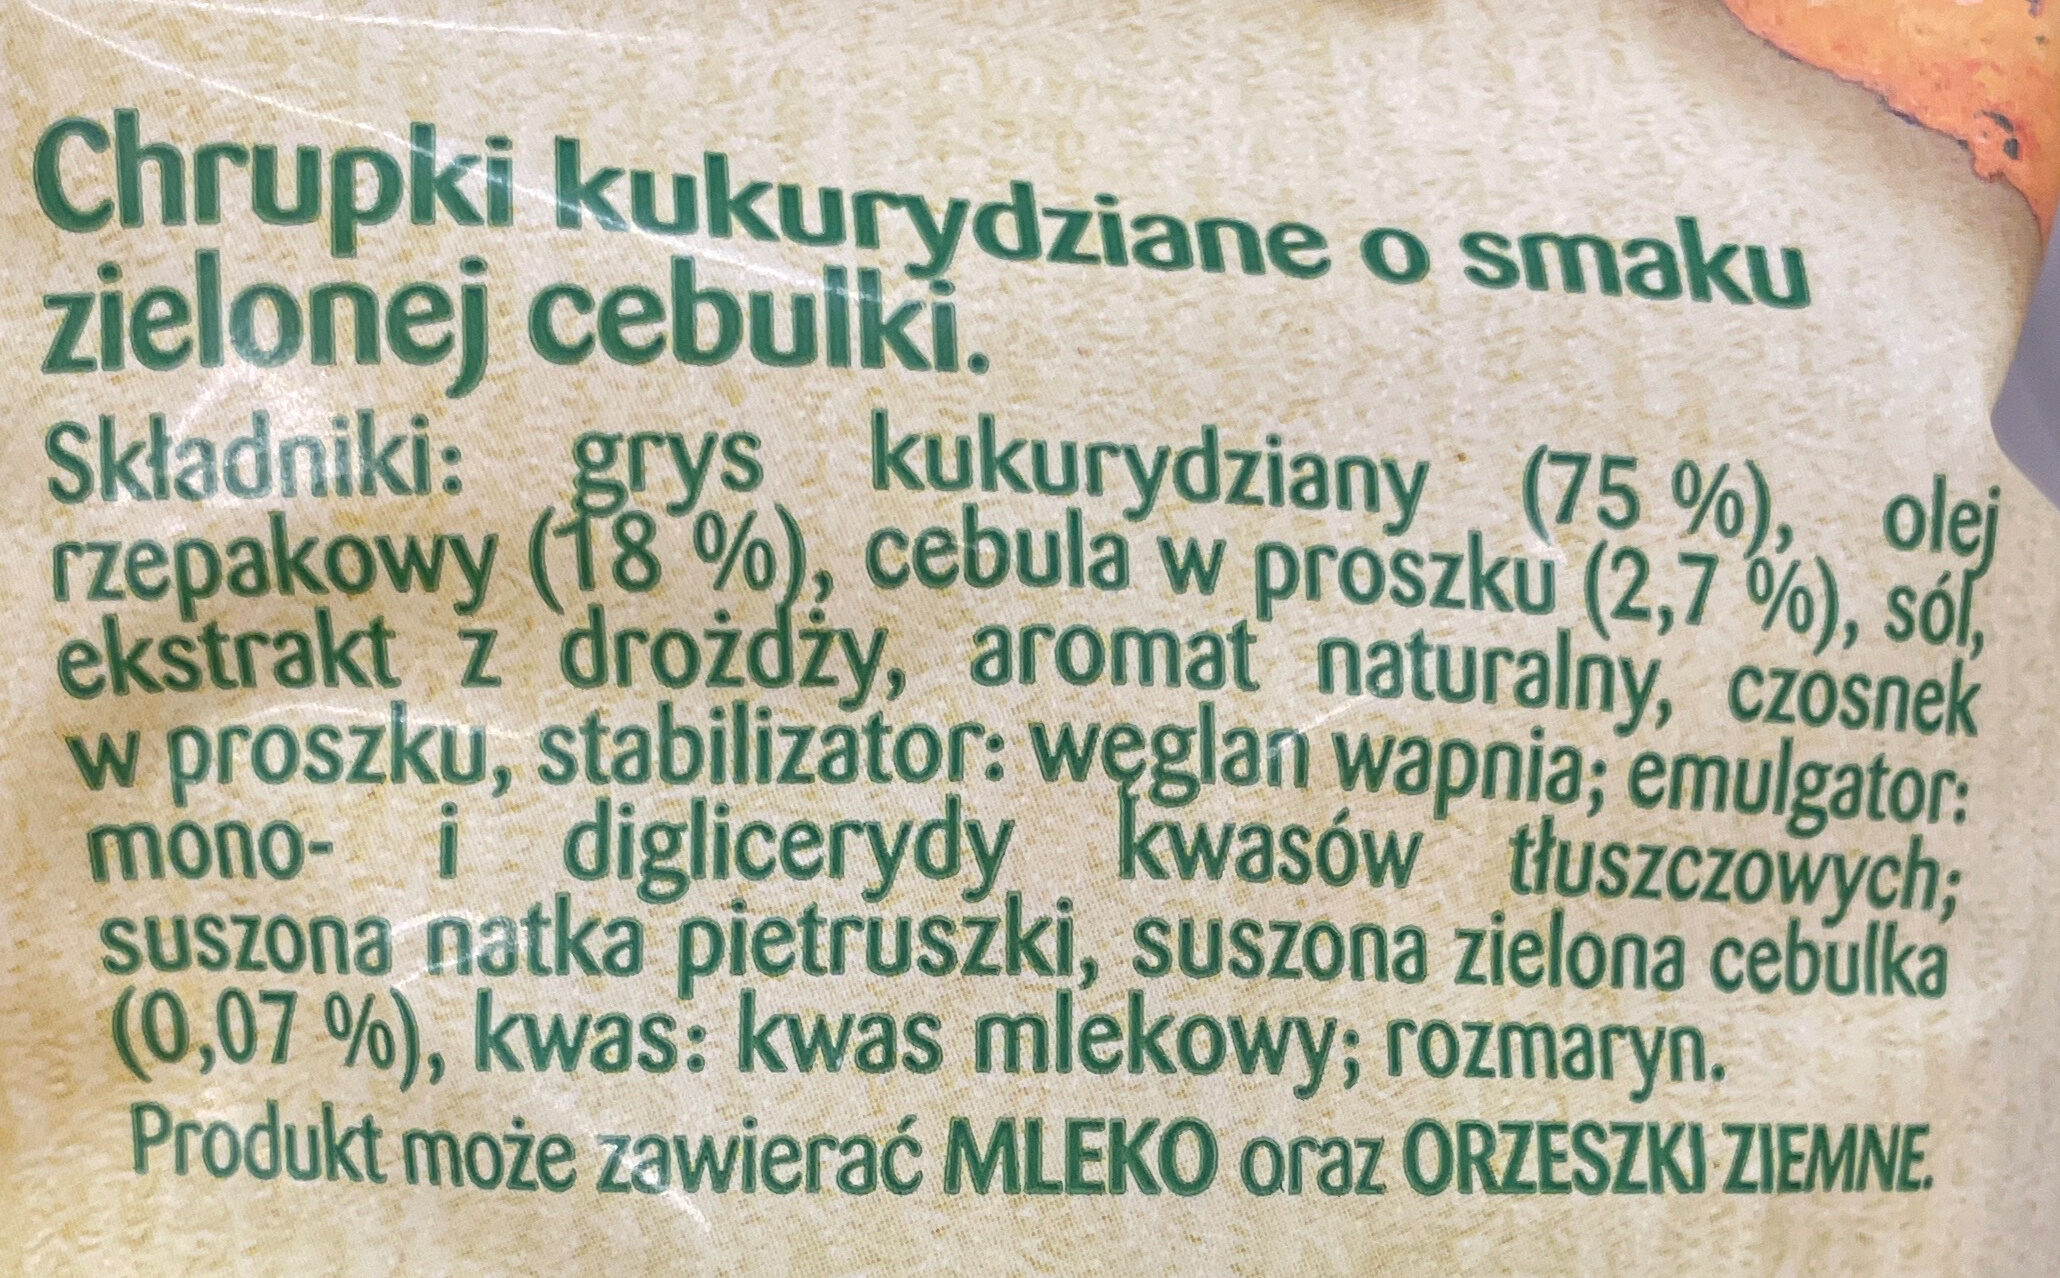 Chrupki kukurydziane o smaku
zielonej cebulki.
Składniki: grys kukurydziany (75 %), olej
rzepakowy (18 %), cebula w proszku (2,7 %), sól,
ekstrakt z drożdży, aromat naturalny, czosnek
w proszku, stabilizator: węglan wapnia; emulgator:
mono- i diglicerydy kwasów tłuszczowych;
suszona natka pietruszki, suszona zielona cebulka
(0,07 %), kwas: kwas mlekowy; rozmaryn.
Produkt może zawierać MLEKO oraz ORZESZKI ZIEMNE.